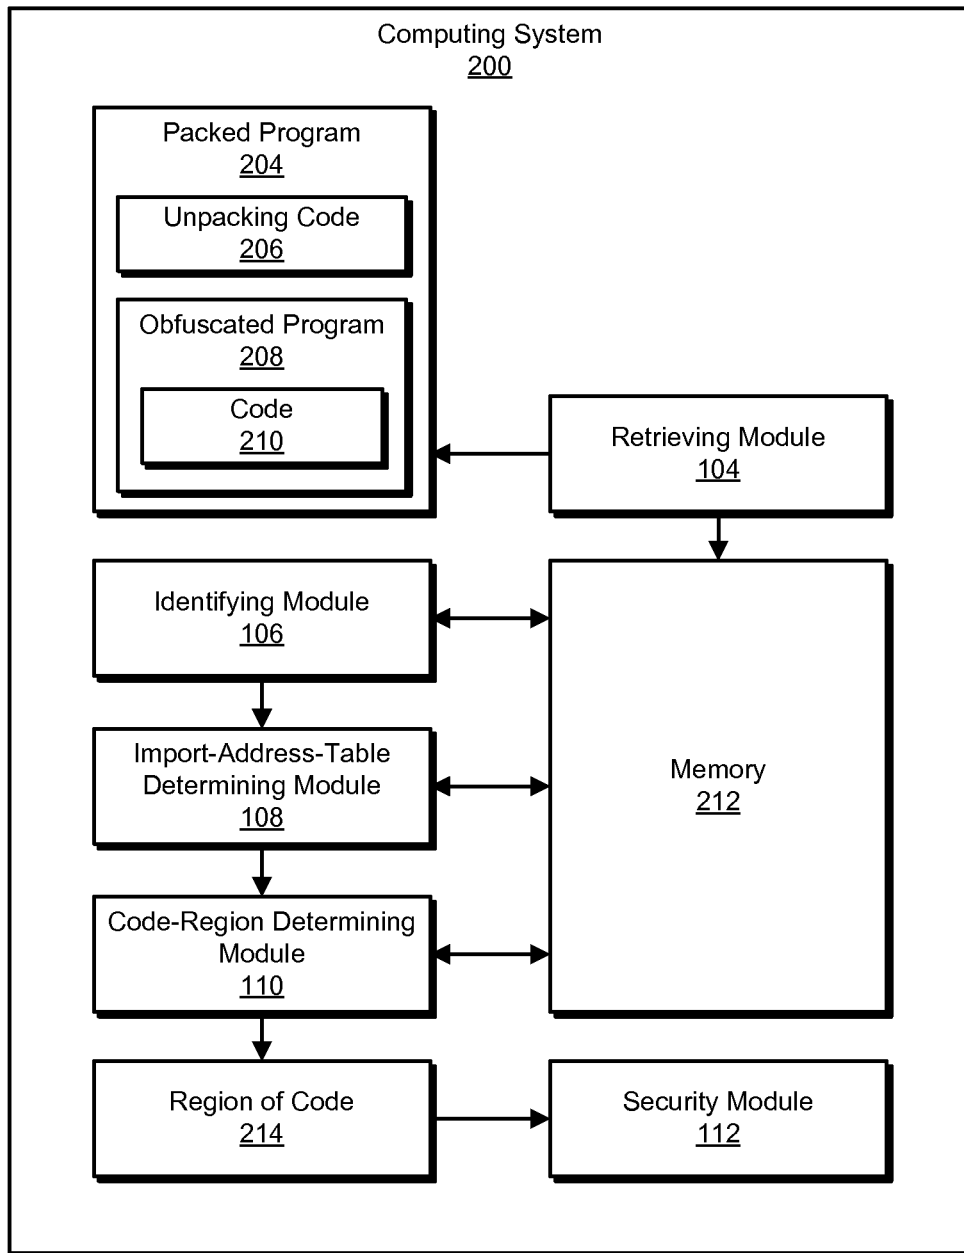 Computing System
200
Packed Program
204
Unpacking Code
206
Obfuscated Program
208
Code
210
Retrieving Module
104
Identifying Module
106
Import-Address-Table
Determining Module
108
Memory
212
Code-Region Determining
Module
110
Region of Code
214
Security Module
112